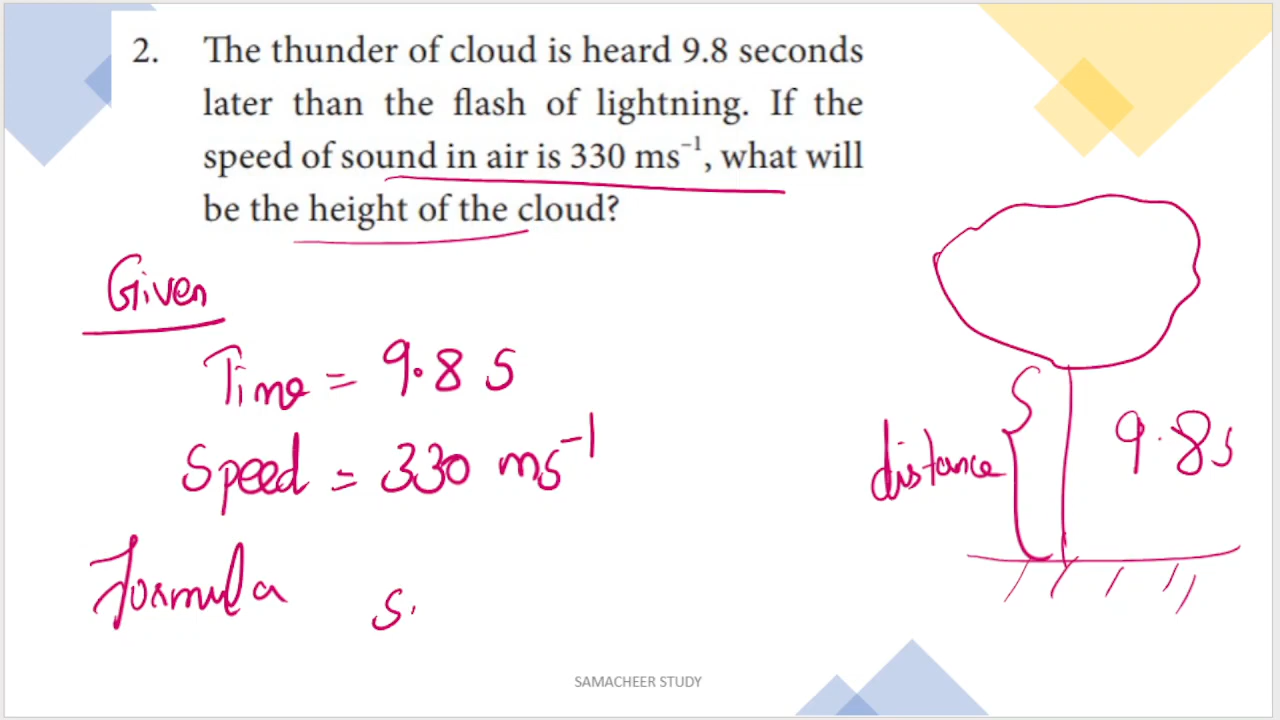 2. The thunder of cloud is heard 9.8 seconds
later than the flash of lightning. If the
speed of sound in air is 330 ms⁻¹, what will
be the height of the cloud?
Given
Time = 9.8 S
Speed = 330 ms⁻¹
Formula S
distance 9.8s
SAMACHEER STUDY